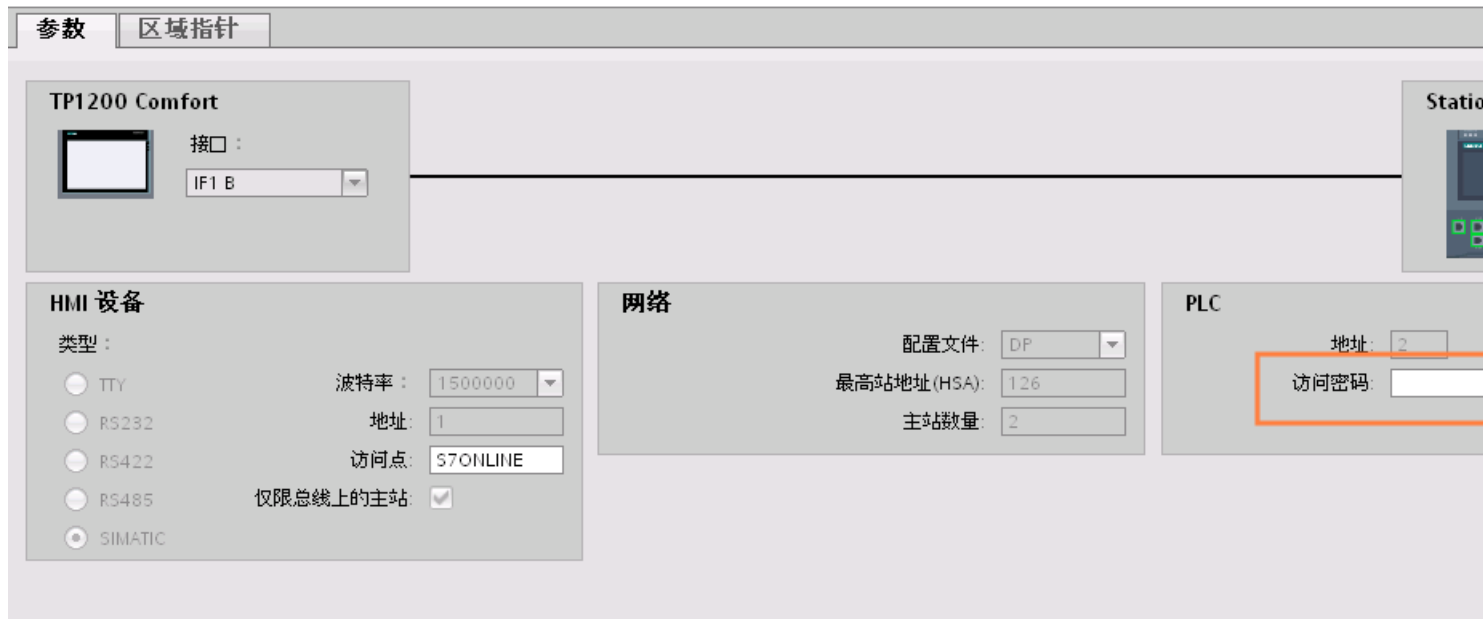 参数 区域指针
TP1200 Comfort
接口：
IF1 B
Statio
HMI 设备
类型：
TTY
RS232
RS422
RS485
SIMATIC
波特率：1500000
地址: 1
访问点: S7ONLINE
仅限总线上的主站:
网络
配置文件: DP
最高站地址(HSA): 126
主站数量: 2
PLC
地址: 2
访问密码: